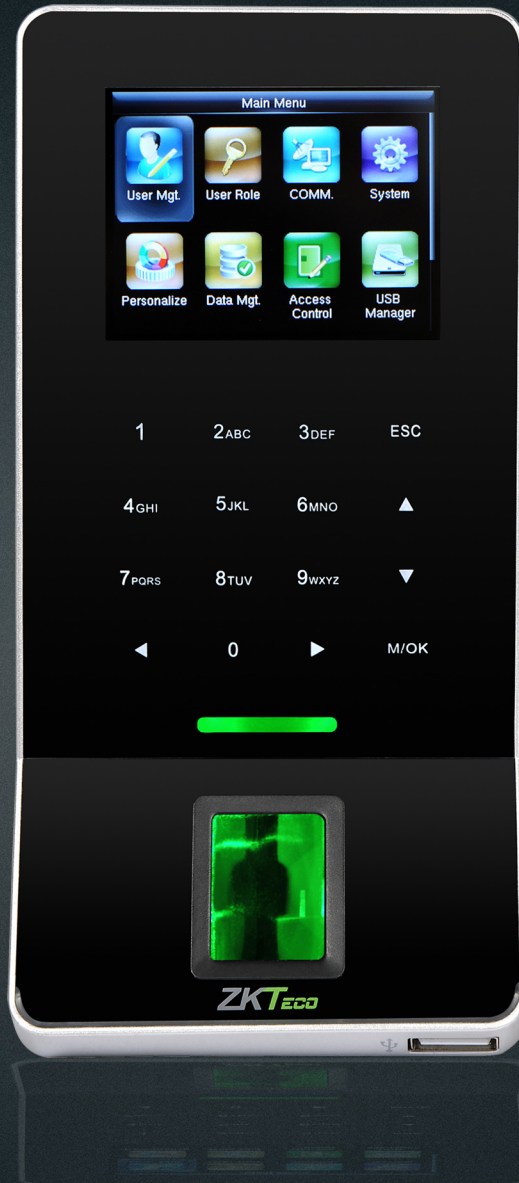 Main Menu
User Mgt. User Role COMM. System
Personalize Data Mgt. Access Control USB Manager
1 2ABC 3DEF ESC
4GHI 5JKL 6MNO ▲
7PQRS 8TUV 9WXYZ ▼
◀ 0 ▶ M/OK
ZKTECO